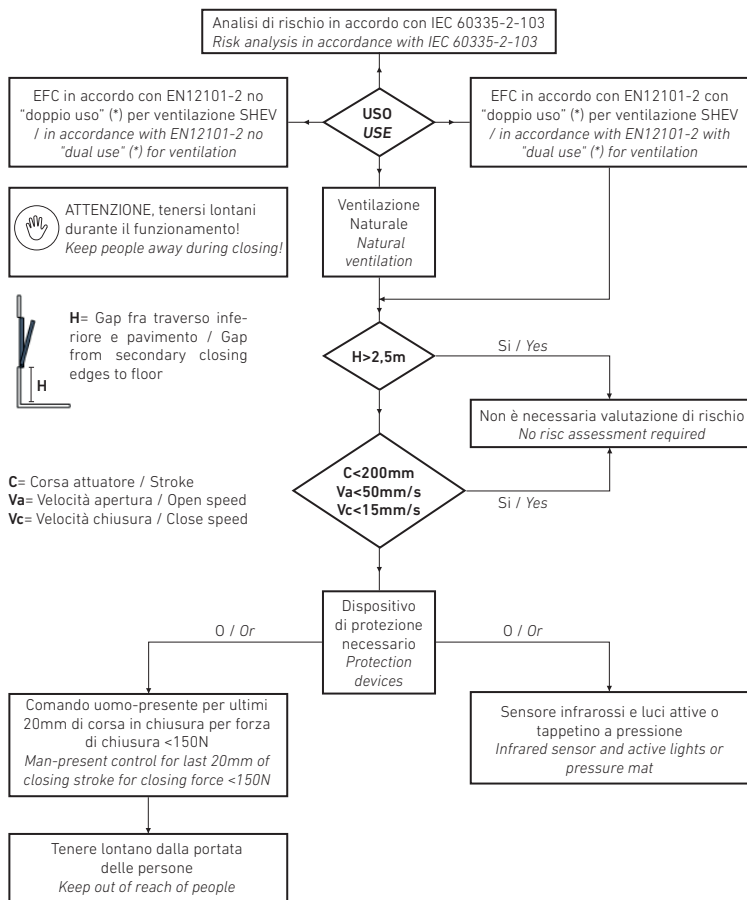 Analisi di rischio in accordo con IEC 60335-2-103
Risk analysis in accordance with IEC 60335-2-103
EFC in accordo con EN12101-2 no
“doppio uso” (*) per ventilazione SHEV
/ in accordance with EN12101-2 no
"dual use" (*) for ventilation
USO
USE
EFC in accordo con EN12101-2 con
“doppio uso” (*) per ventilazione SHEV
/ in accordance with EN12101-2 with
"dual use" (*) for ventilation
ATTENZIONE, tenersi lontani
durante il funzionamento!
Keep people away during closing!
Ventilazione
Naturale
Natural
ventilation
H= Gap fra traverso infe-
riore e pavimento / Gap
from secondary closing
edges to floor
H
H>2,5m
Si / Yes
Non è necessaria valutazione di rischio
No risc assessment required
C= Corsa attuatore / Stroke
Va= Velocità apertura / Open speed
Vc= Velocità chiusura / Close speed
C<200mm
Va<50mm/s
Vc<15mm/s
Si / Yes
Dispositivo
di protezione
necessario
Protection
devices
O / Or
O / Or
Comando uomo-presente per ultimi
20mm di corsa in chiusura per forza
di chiusura <150N
Man-present control for last 20mm of
closing stroke for closing force <150N
Sensore infrarossi e luci attive o
tappetino a pressione
Infrared sensor and active lights or
pressure mat
Tenere lontano dalla portata
delle persone
Keep out of reach of people